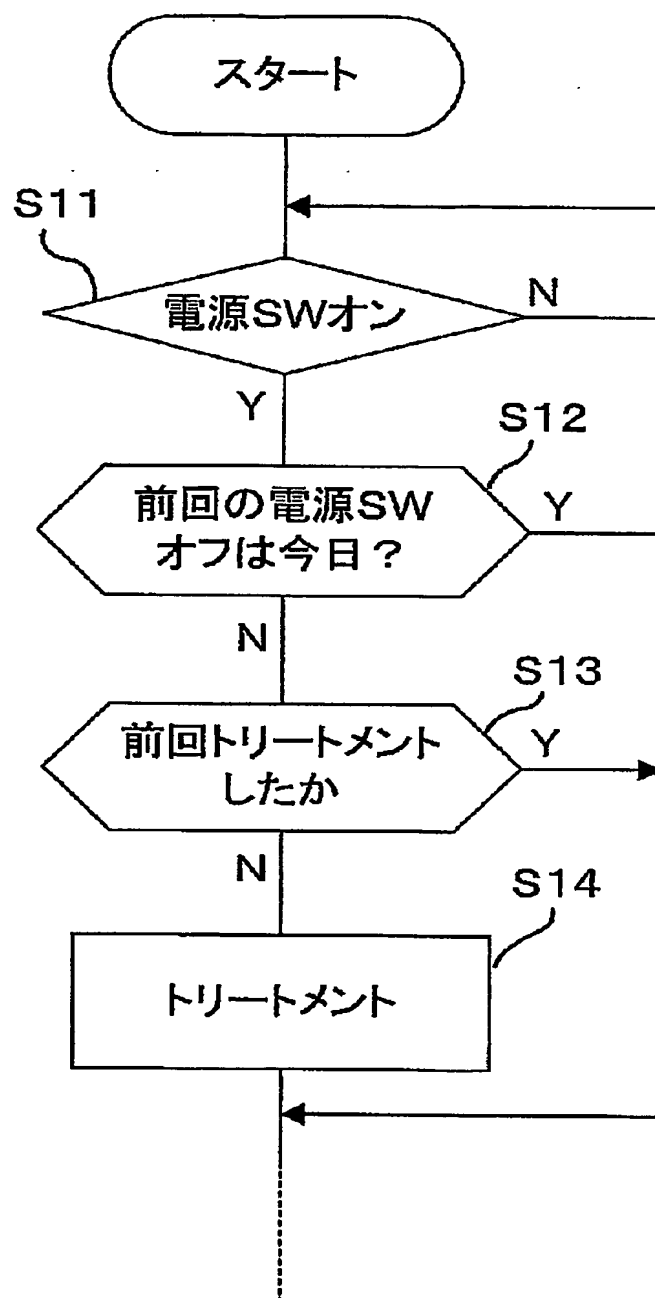 スタート
S11
電源SWオン
N
Y
S12
前回の電源SW
オフは今日？
Y
N
S13
前回トリートメント
したか
Y
N
S14
トリートメント